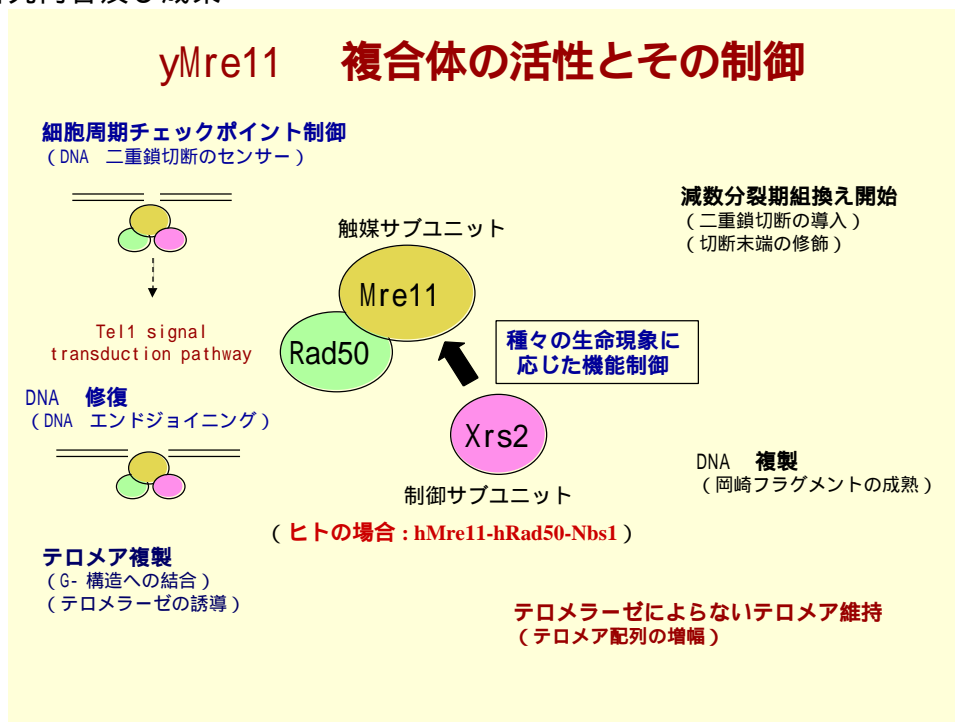 yMre11 複合体の活性とその制御
細胞周期チェックポイント制御
(DNA 二重鎖切断のセンサー)
Tel1 signal
transduction pathway
DNA 修復
(DNA エンドジョイニング)
テロメア複製
(G- 構造への結合)
(テロメラーゼの誘導)
触媒サブユニット
Mre11
Rad50
種々の生命現象に
応じた機能制御
Xrs2
制御サブユニット
(ヒトの場合 : hMre11-hRad50-Nbs1)
減数分裂期組換え開始
(二重鎖切断の導入)
(切断末端の修飾)
DNA 複製
(岡崎フラグメントの成熟)
テロメラーゼによらないテロメア維持
(テロメア配列の増幅)